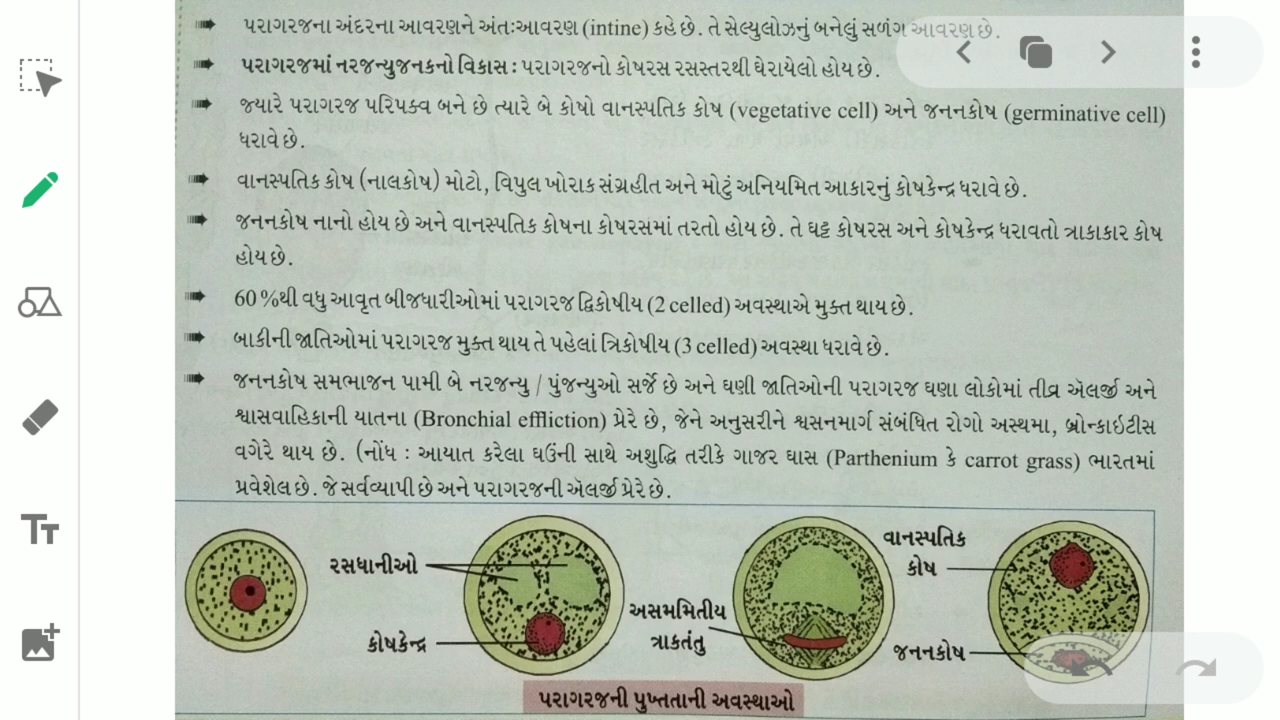 પરાગરજના અંદરના આવરણને અંતઃઆવરણ (intine) કહે છે. તે સેલ્યુલોઝનું બનેલું સળંગ આવરણ છે.
પરાગરજમાં નરજન્યુજનકનો વિકાસ : પરાગરજનો કોષરસ રસસ્તરથી ઘેરાયેલો હોય છે.
જ્યારે પરાગરજ પરિપક્વ બને છે ત્યારે બે કોષો વાનસ્પતિક કોષ (vegetative cell) અને જનનકોષ (germinative cell)
ધરાવે છે.
વાનસ્પતિક કોષ (નાલકોષ) મોટો, વિપુલ ખોરાક સંગ્રહીત અને મોટું અનિયમિત આકારનું કોષકેન્દ્ર ધરાવે છે.
જનનકોષ નાનો હોય છે અને વાનસ્પતિક કોષના કોષરસમાં તરતો હોય છે. તે ઘટ્ટ કોષરસ અને કોષકેન્દ્ર ધરાવતો ત્રાકાકાર કોષ
હોય છે.
60 %થી વધુ આવૃત બીજધારીઓમાં પરાગરજ દ્વિકોષીય (2 celled) અવસ્થાએ મુક્ત થાય છે.
બાકીની જાતિઓમાં પરાગરજ મુક્ત થાય તે પહેલાં ત્રિકોષીય (3 celled) અવસ્થા ધરાવે છે.
જનનકોષ સમભાજન પામી બે નરજન્યુ / પુંજન્યુઓ સર્જે છે અને ઘણી જાતિઓની પરાગરજ ઘણા લોકોમાં તીવ્ર ઍલર્જી અને
શ્વાસવાહિકાની યાતના (Bronchial effliction) પ્રેરે છે, જેને અનુસરીને શ્વસનમાર્ગ સંબંધિત રોગો અસ્થમા, બ્રોન્કાઇટીસ
વગેરે થાય છે. (નોંધ : આયાત કરેલા ઘઉંની સાથે અશુદ્ધિ તરીકે ગાજર ઘાસ (Parthenium કે carrot grass) ભારતમાં
પ્રવેશેલ છે. જે સર્વવ્યાપી છે અને પરાગરજની ઍલર્જી પ્રેરે છે.
રસધાનીઓ
કોષકેન્દ્ર
અસમમિતીય
ત્રાકતંતુ
વાનસ્પતિક
કોષ
જનનકોષ
પરાગરજની પુખ્તતાની અવસ્થાઓ